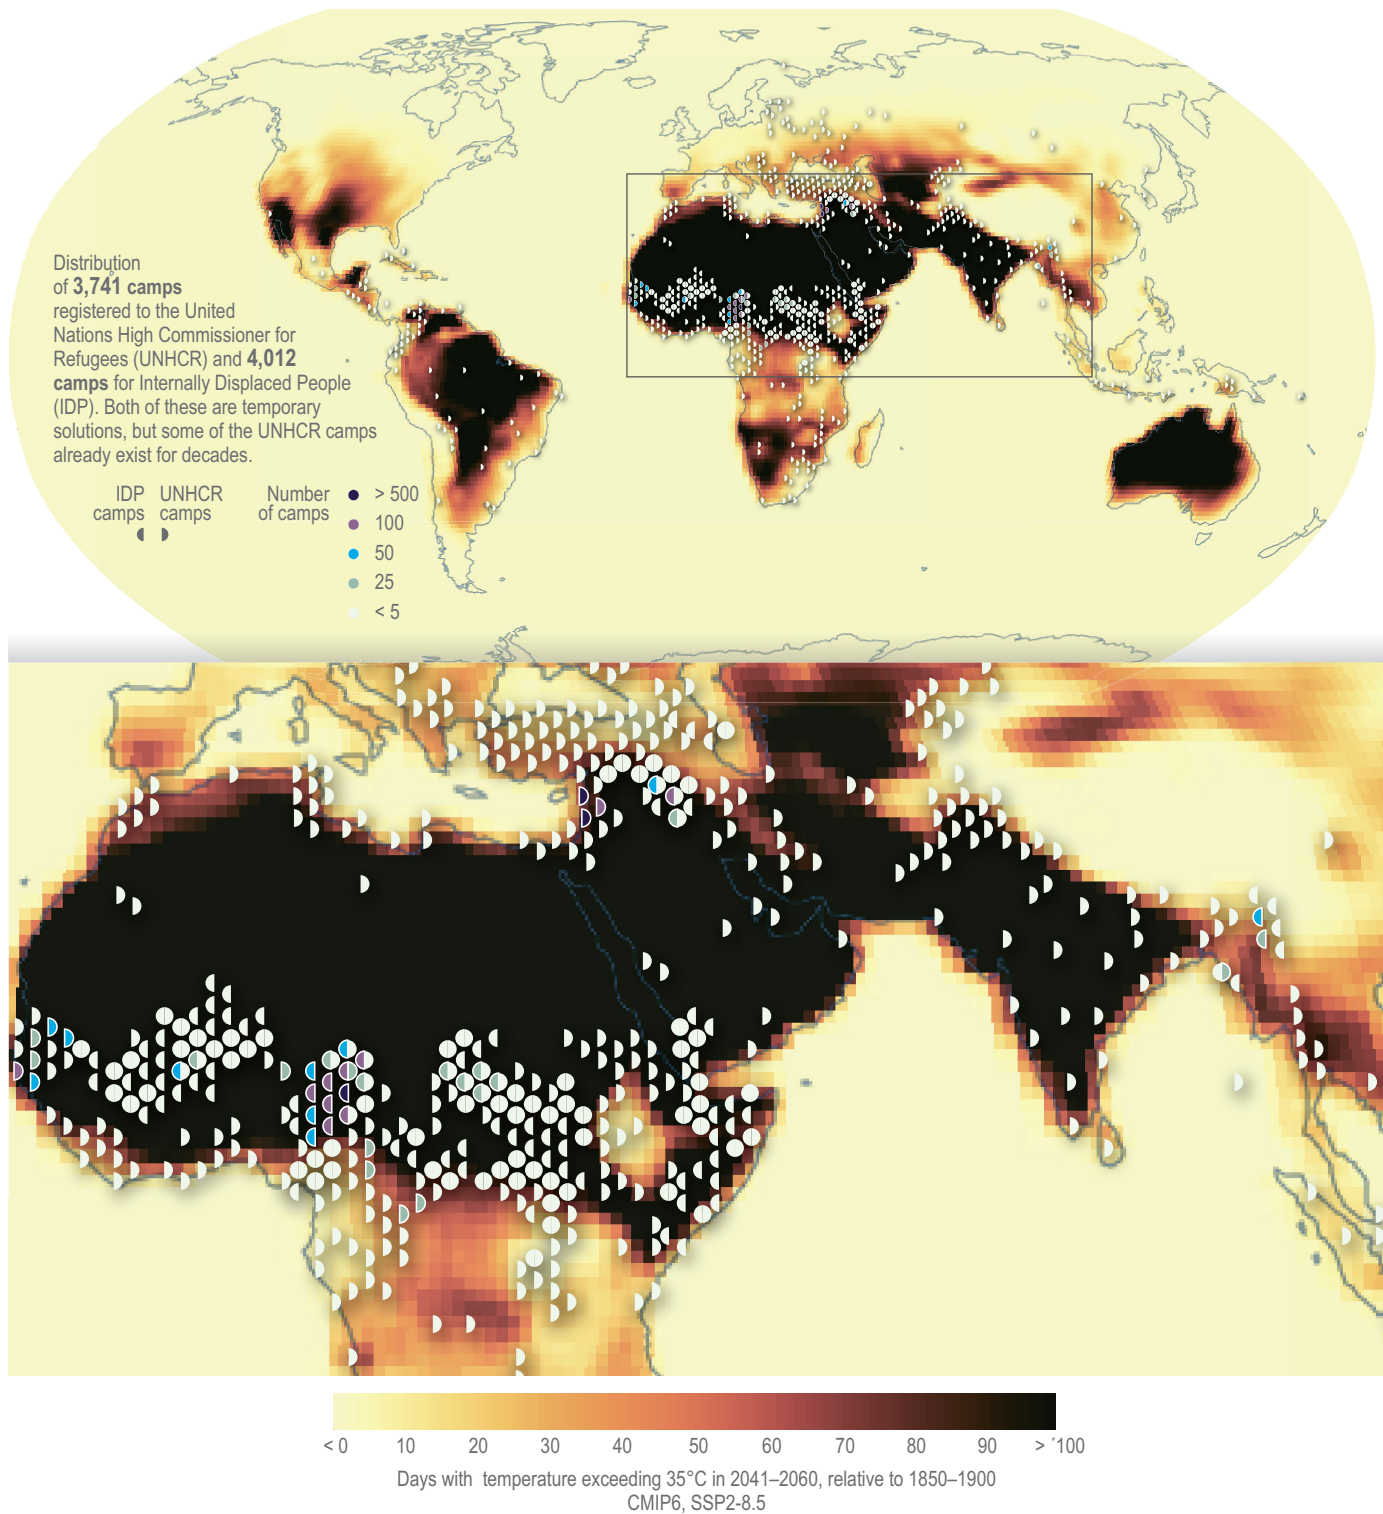 Distribution
of 3,741 camps
registered to the United
Nations High Commissioner for
Refugees (UNHCR) and 4,012
camps for Internally Displaced People
(IDP). Both of these are temporary
solutions, but some of the UNHCR camps
already exist for decades.
IDP camps
UNHCR camps
Number of camps
> 500
100
50
25
< 5
< 0 10 20 30 40 50 60 70 80 90 > ´100
Days with temperature exceeding 35°C in 2041–2060, relative to 1850–1900
CMIP6, SSP2-8.5